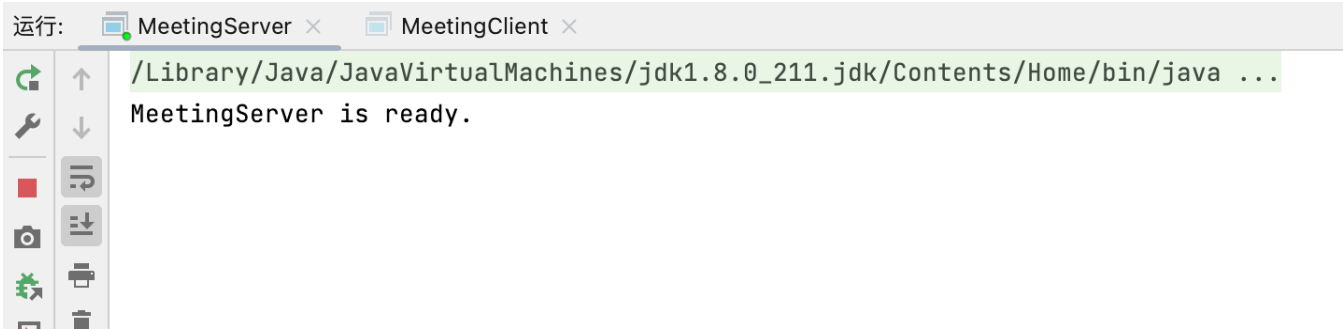 运行: MeetingServer MeetingClient
/Library/Java/JavaVirtualMachines/jdk1.8.0_211.jdk/Contents/Home/bin/java ...
MeetingServer is ready.